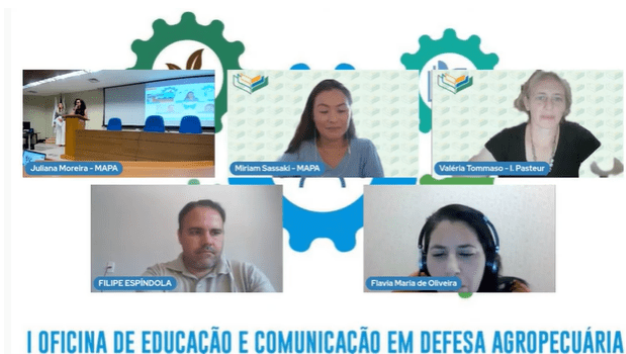 Juliana Moreira - MAPA
Miriam Sassaki - MAPA
Valéria Tommaso - I. Pasteur
FILIPE ESPÍNDOLA
Flavia Maria de Oliveira
I OFICINA DE EDUCAÇÃO E COMUNICAÇÃO EM DEFESA AGROPECUÁRIA